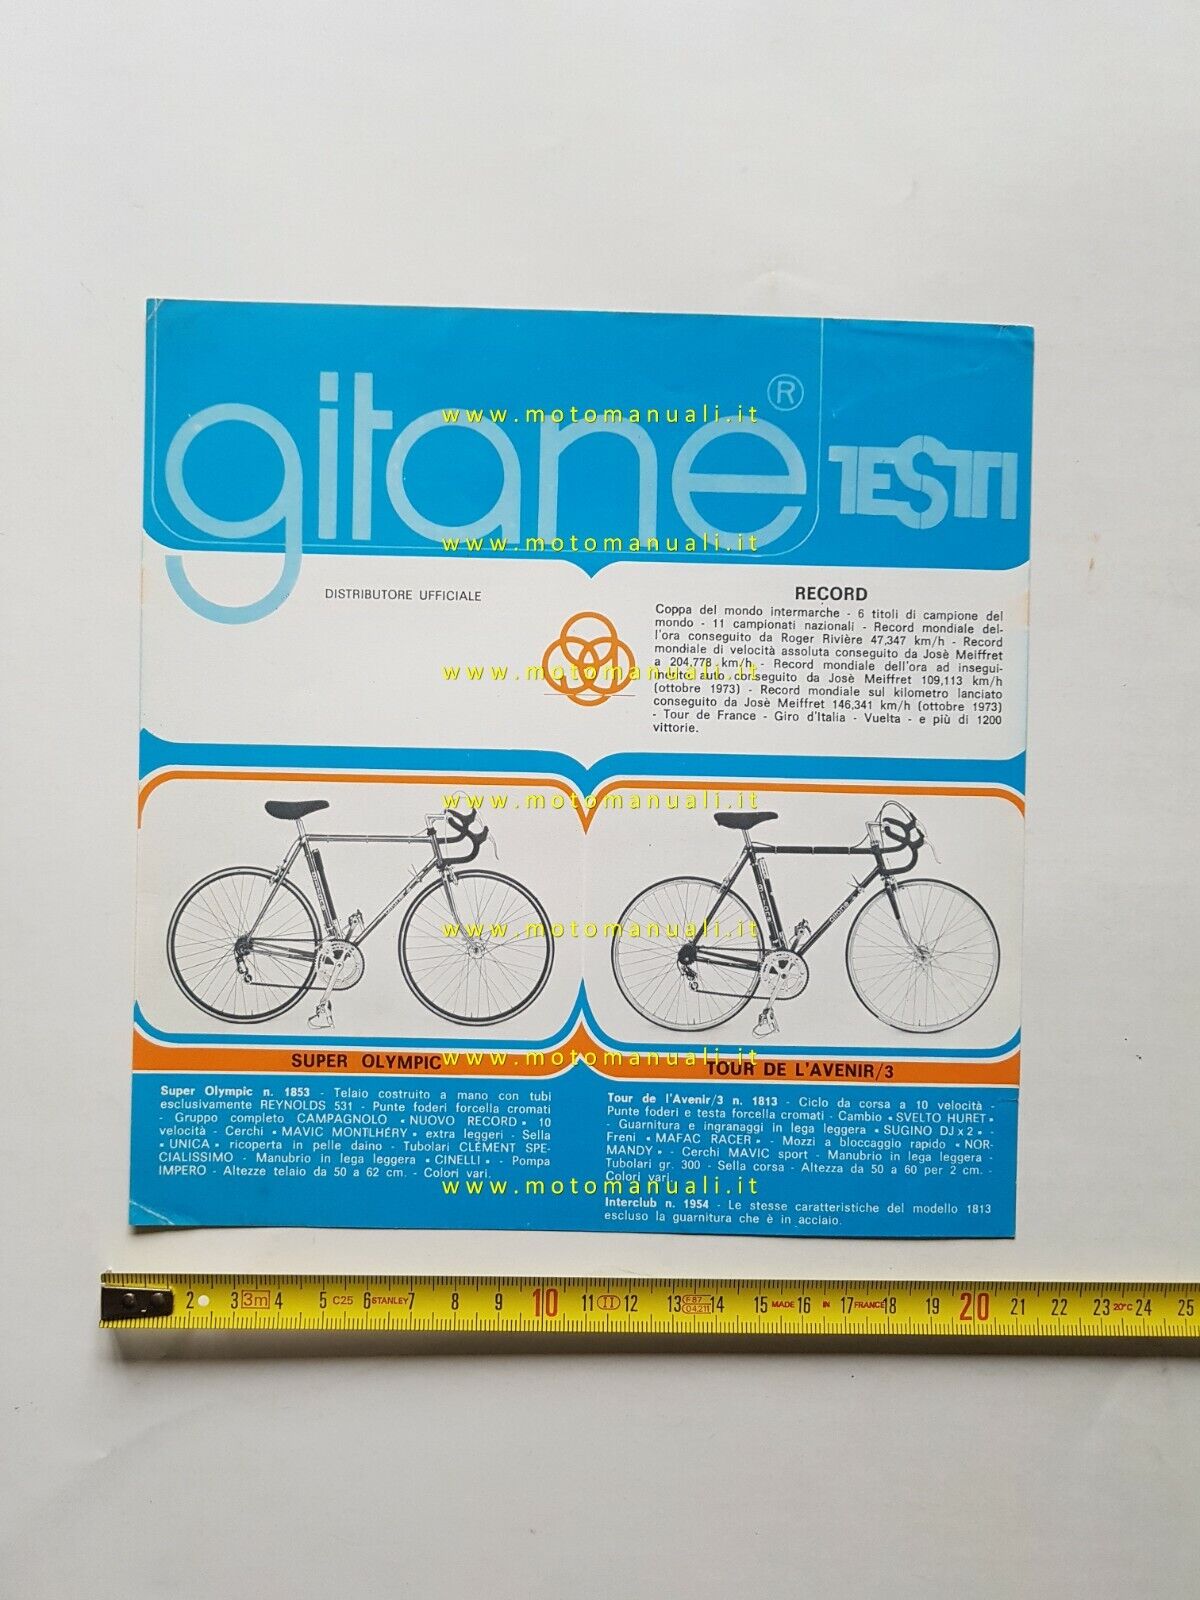 gitane ®
TESTI
DISTRIBUTORE UFFICIALE
RECORD
Coppa del mondo intermarche - 6 titoli di campione del
mondo - 11 campionati nazionali - Record mondiale del-
l'ora conseguito da Roger Rivière 47,347 km/h - Record
mondiale di velocità assoluta conseguito da Josè Meiffret
a 204,778 km/h - Record mondiale dell'ora ad insegui-
mento auto conseguito da Josè Meiffret 109,113 km/h
(ottobre 1973) - Record mondiale sul kilometro lanciato
conseguito da Josè Meiffret 146,341 km/h (ottobre 1973)
- Tour de France - Giro d'Italia - Vuelta - e più di 1200
vittorie.
SUPER OLYMPIC
Super Olympic n. 1853 - Telaio costruito a mano con tubi
esclusivamente REYNOLDS 531 - Punte foderi forcella cromati
- Gruppo completo CAMPAGNOLO « NUOVO RECORD » 10
velocità - Cerchi « MAVIC MONTLHÉRY » extra leggeri - Sella
« UNICA » ricoperta in pelle daino - Tubolari CLÉMENT SPE-
CIALISSIMO - Manubrio in lega leggera « CINELLI » - Pompa
IMPERO - Altezze telaio da 50 a 62 cm. - Colori vari.
TOUR DE L'AVENIR/3
Tour de l'Avenir/3 n. 1813 - Ciclo da corsa a 10 velocità -
Punte foderi e testa forcella cromati - Cambio « SVELTO HURET »
- Guarnitura e ingranaggi in lega leggera « SUGINO DJ x 2 » -
Freni « MAFAC RACER » - Mozzi a bloccaggio rapido « NOR-
MANDY » - Cerchi MAVIC sport - Manubrio in lega leggera -
Tubolari gr. 300 - Sella corsa - Altezza da 50 a 60 per 2 cm. -
Colori vari.
Interclub n. 1954 - Le stesse caratteristiche del modello 1813
escluso la guarnitura che è in acciaio.
www.motomanuali.it
www.motomanuali.it
www.motomanuali.it
www.motomanuali.it
www.motomanuali.it
www.motomanuali.it
www.motomanuali.it
2 3 3m 4 5 C25 6 STANLEY 7 8 9 10 11 II 12 13 F87 04211 14 15 MADE 16 IN 17 FRANCE 18 19 20 21 22 23 20°C 24 25